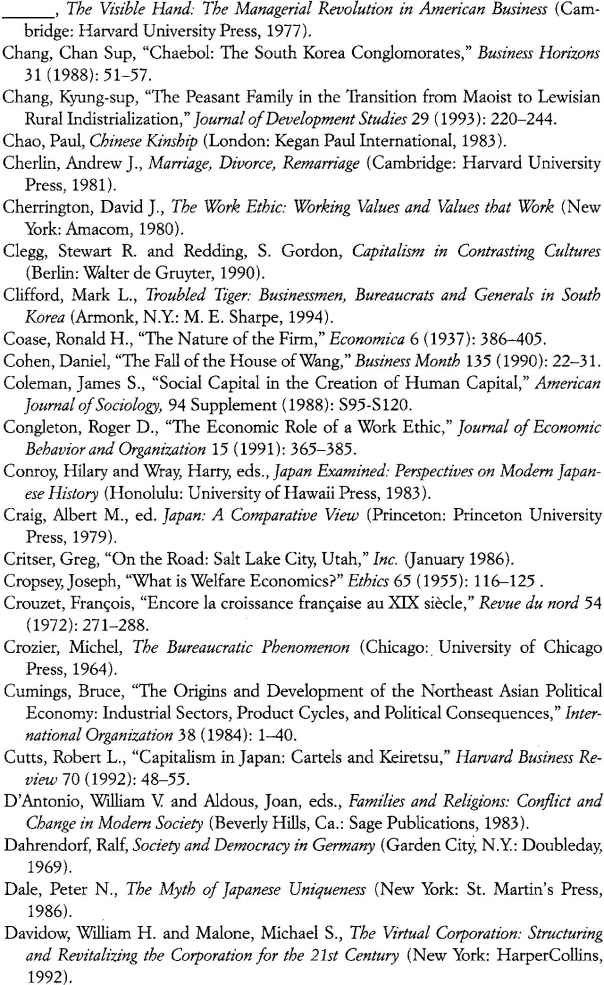 ______, The Visible Hand: The Managerial Revolution in American Business (Cam-
bridge: Harvard University Press, 1977).
Chang, Chan Sup, “Chaebol: The South Korea Conglomorates,” Business Horizons
31 (1988): 51–57.
Chang, Kyung-sup, “The Peasant Family in the Transition from Maoist to Lewisian
Rural Indistrialization,” Journal of Development Studies 29 (1993): 220–244.
Chao, Paul, Chinese Kinship (London: Kegan Paul International, 1983).
Cherlin, Andrew J., Marriage, Divorce, Remarriage (Cambridge: Harvard University
Press, 1981).
Cherrington, David J., The Work Ethic: Working Values and Values that Work (New
York: Amacom, 1980).
Clegg, Stewart R. and Redding, S. Gordon, Capitalism in Contrasting Cultures
(Berlin: Walter de Gruyter, 1990).
Clifford, Mark L., Troubled Tiger: Businessmen, Bureaucrats and Generals in South
Korea (Armonk, N.Y.: M. E. Sharpe, 1994).
Coase, Ronald H., “The Nature of the Firm,” Economica 6 (1937): 386–405.
Cohen, Daniel, “The Fall of the House of Wang,” Business Month 135 (1990): 22–31.
Coleman, James S., “Social Capital in the Creation of Human Capital,” American
Journal of Sociology, 94 Supplement (1988): S95-S120.
Congleton, Roger D., “The Economic Role of a Work Ethic,” Journal of Economic
Behavior and Organization 15 (1991): 365–385.
Conroy, Hilary and Wray, Harry, eds., Japan Examined: Perspectives on Modern Japan-
ese History (Honolulu: University of Hawaii Press, 1983).
Craig, Albert M., ed. Japan: A Comparative View (Princeton: Princeton University
Press, 1979).
Critser, Greg, “On the Road: Salt Lake City, Utah,” Inc. (January 1986).
Cropsey, Joseph, “What is Welfare Economics?” Ethics 65 (1955): 116–125 .
Crouzet, François, “Encore la croissance française au XIX siècle,” Revue du nord 54
(1972): 271–288.
Crozier, Michel, The Bureaucratic Phenomenon (Chicago: University of Chicago
Press, 1964).
Cumings, Bruce, “The Origins and Development of the Northeast Asian Political
Economy: Industrial Sectors, Product Cycles, and Political Consequences,” Inter-
national Organization 38 (1984): 1–40.
Cutts, Robert L., “Capitalism in Japan: Cartels and Keiretsu,” Harvard Business Re-
view 70 (1992): 48–55.
D’Antonio, William V. and Aldous, Joan, eds., Families and Religions: Conflict and
Change in Modern Society (Beverly Hills, Ca.: Sage Publications, 1983).
Dahrendorf, Ralf, Society and Democracy in Germany (Garden City, N.Y.: Doubleday,
1969).
Dale, Peter N., The Myth of Japanese Uniqueness (New York: St. Martin’s Press,
1986).
Davidow, William H. and Malone, Michael S., The Virtual Corporation: Structuring
and Revitalizing the Corporation for the 21st Century (New York: HarperCollins,
1992).